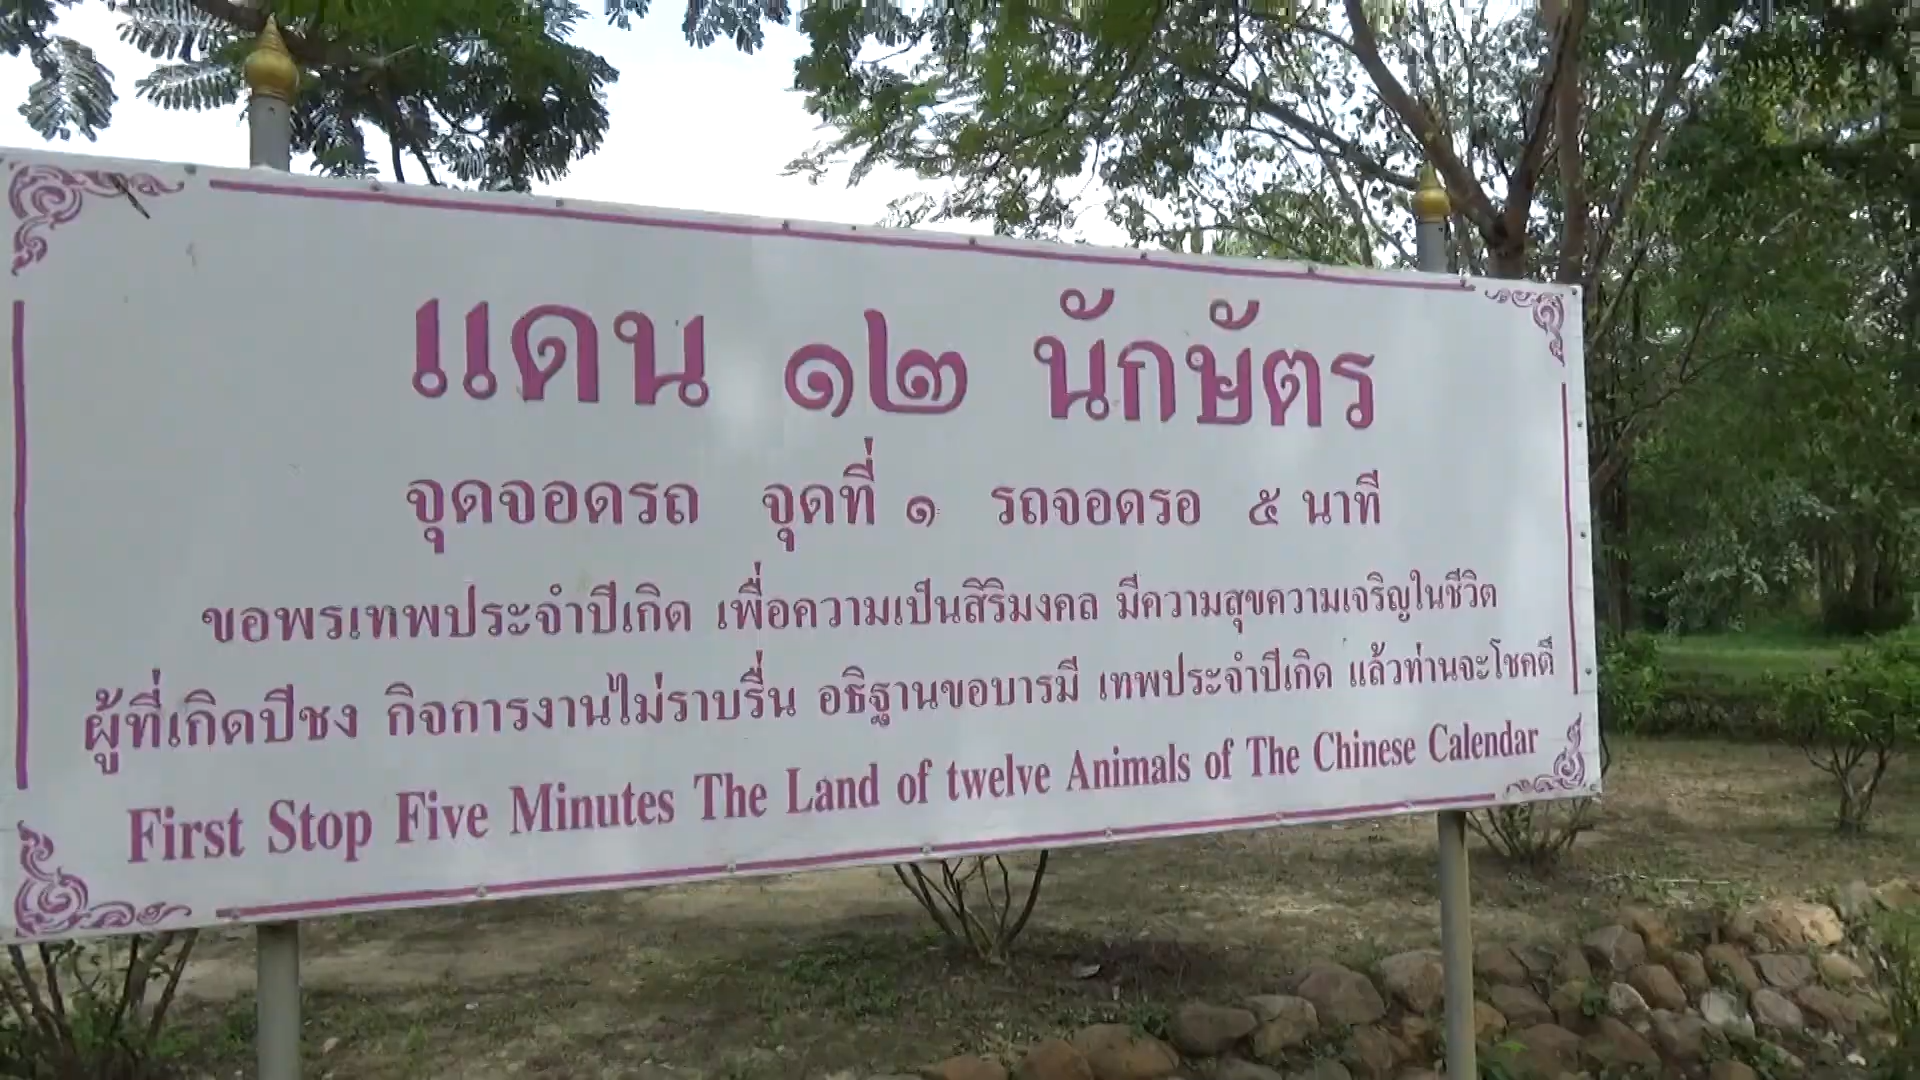 แดน ๑๒ นักษัตร
จุดจอดรถ จุดที่ ๑ รถจอดรอ ๕ นาที
ขอพรเทพประจำปีเกิด เพื่อความเป็นสิริมงคล มีความสุขความเจริญในชีวิต
ผู้ที่เกิดปีชง กิจการงานไม่ราบรื่น อธิฐานขอบารมี เทพประจำปีเกิด แล้วท่านจะโชคดี
First Stop Five Minutes The Land of twelve Animals of The Chinese Calendar